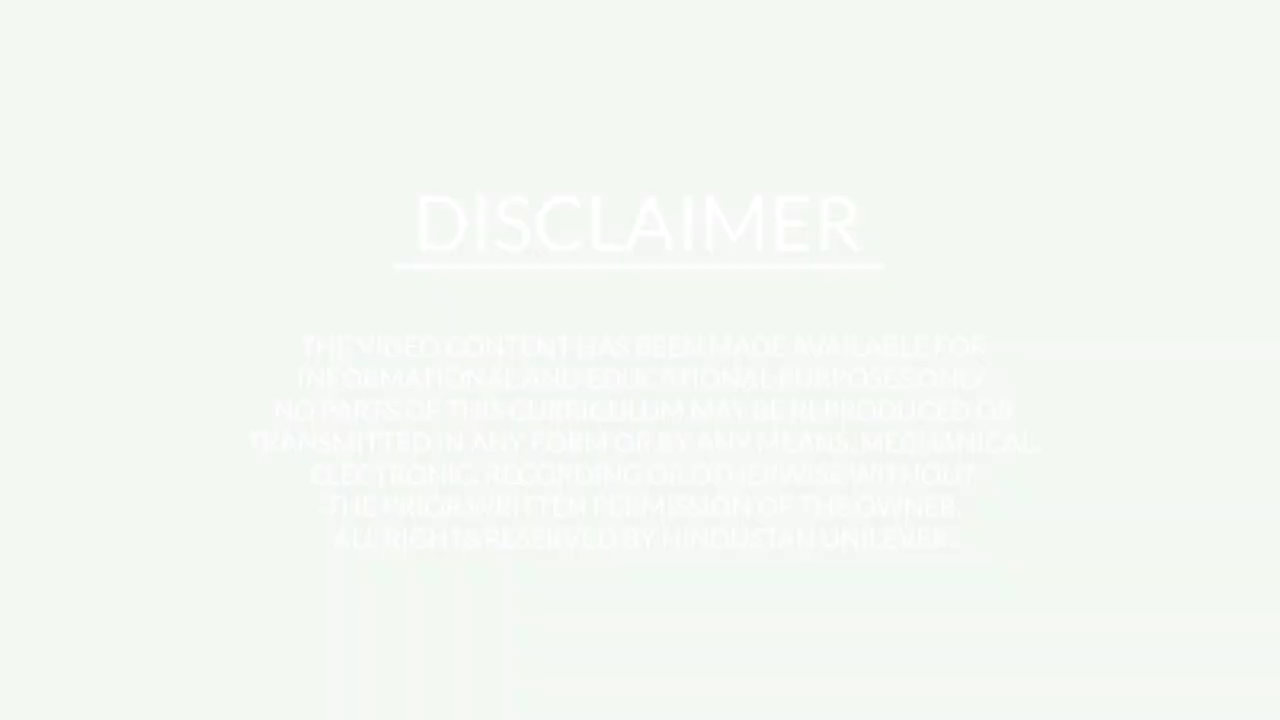 DISCLAIMER
THE VIDEO CONTENT HAS BEEN MADE AVAILABLE FOR
INFORMATIONAL AND EDUCATIONAL PURPOSES ONLY
NO PARTS OF THIS CURRICULUM MAY BE REPRODUCED OR
TRANSMITTED IN ANY FORM OR BY ANY MEANS, MECHANICAL,
ELECTRONIC, RECORDING OR OTHERWISE WITHOUT
THE PRIOR WRITTEN PERMISSION OF THE OWNER.
ALL RIGHTS RESERVED BY HINDUSTAN UNILEVER.